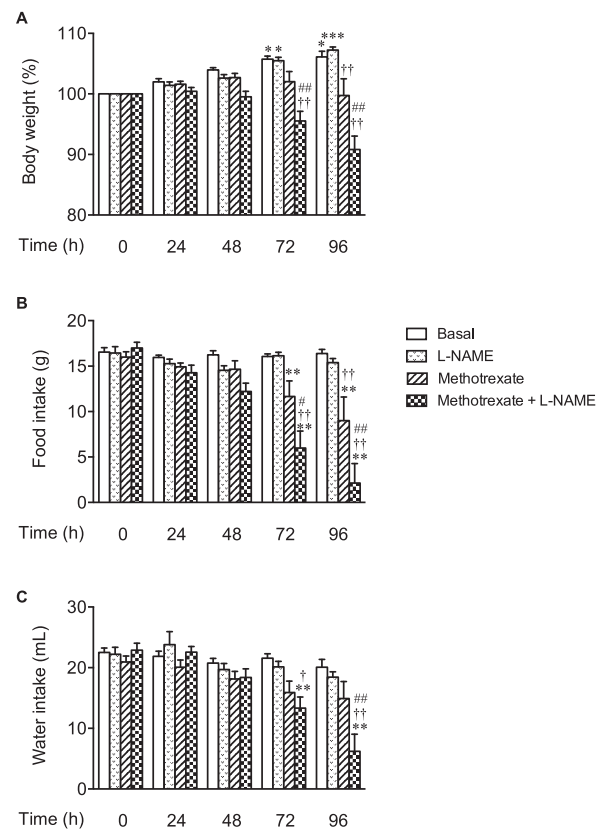 A
Body weight (%)
110
100
90
80
* *
##
††
* ***
††
##
††
Time (h) 0 24 48 72 96
B
Food intake (g)
20
15
10
5
0
**
#
††
**
††
**
##
††
**
Time (h) 0 24 48 72 96
Basal
L-NAME
Methotrexate
Methotrexate + L-NAME
C
Water intake (mL)
30
20
10
0
†
**
##
††
**
Time (h) 0 24 48 72 96